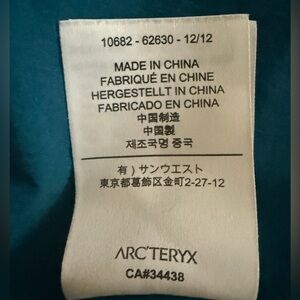 10682 - 62630 - 12/12
MADE IN CHINA
FABRIQUÉ EN CHINE
HERGESTELLT IN CHINA
FABRICADO EN CHINA
中国制造
中国製
제조국명 중국
有）サンウエスト
東京都葛飾区金町2-27-12
ARC'TERYX
CA#34438